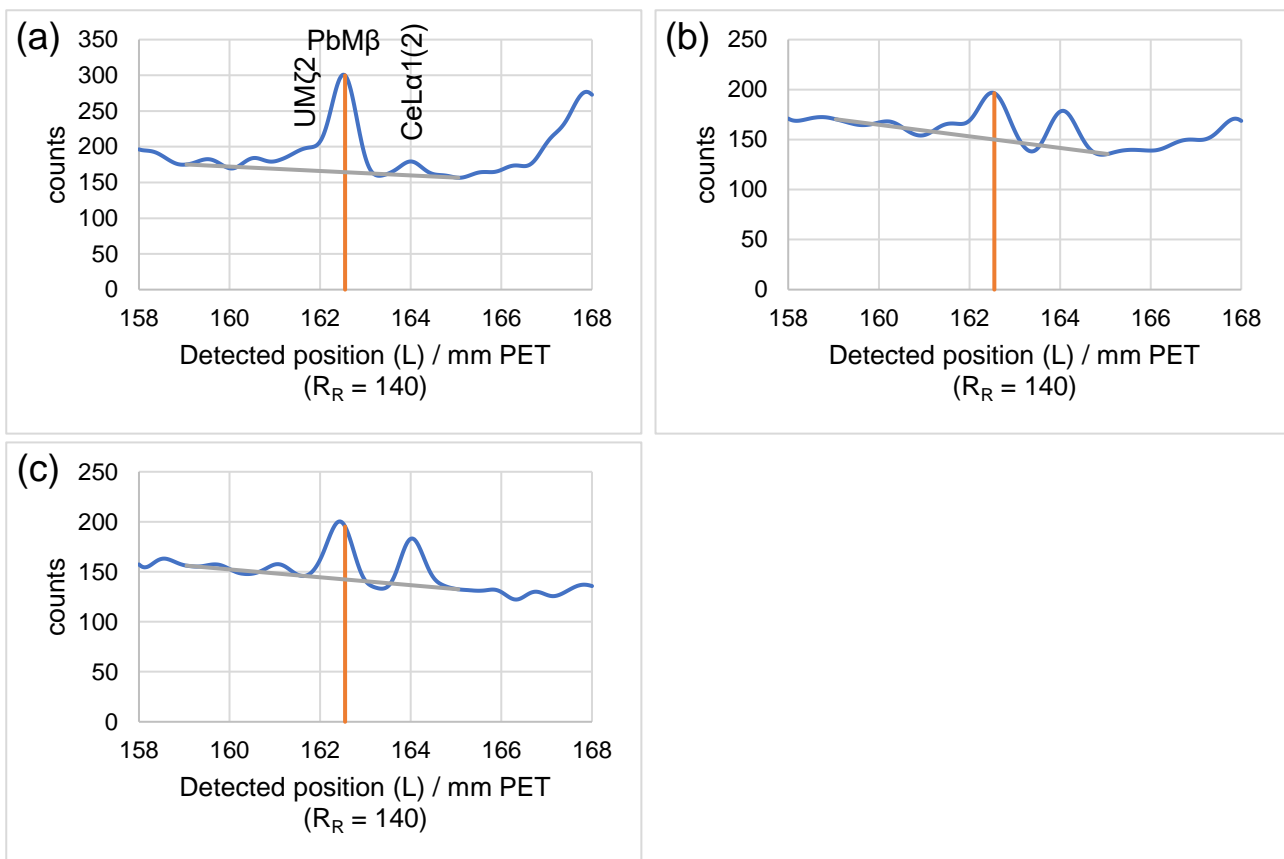 (a)
UMζ2
PbMβ
CeLα1(2)
350
300
250
200
150
100
50
0
counts
158 160 162 164 166 168
Detected position (L) / mm PET
(RR = 140)
(b)
250
200
150
100
50
0
counts
158 160 162 164 166 168
Detected position (L) / mm PET
(RR = 140)
(c)
250
200
150
100
50
0
counts
158 160 162 164 166 168
Detected position (L) / mm PET
(RR = 140)